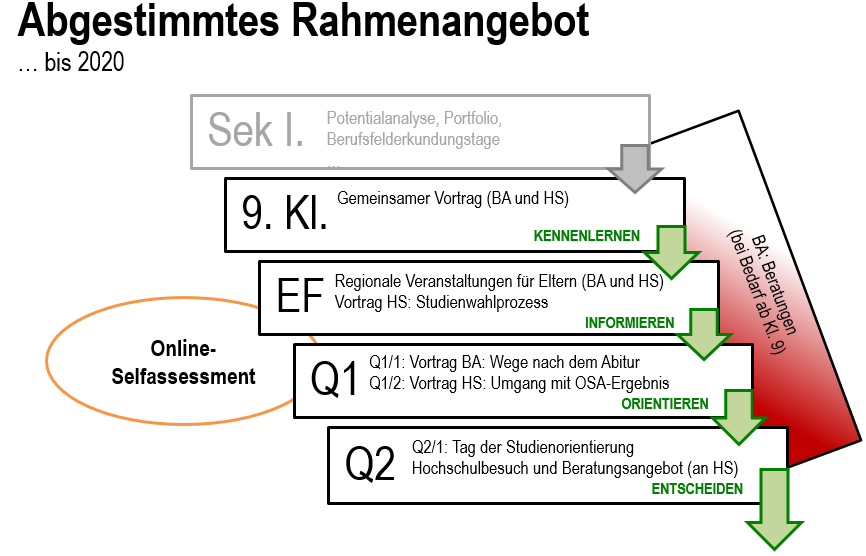 Abgestimmtes Rahmenangebot
... bis 2020
Sek I.
Potentialanalyse, Portfolio,
Berufsfelderkundungstage
...
9. Kl.
Gemeinsamer Vortrag (BA und HS)
KENNENLERNEN
EF
Regionale Veranstaltungen für Eltern (BA und HS)
Vortrag HS: Studienwahlprozess
INFORMIEREN
Online-
Selfassessment
Q1
Q1/1: Vortrag BA: Wege nach dem Abitur
Q1/2: Vortrag HS: Umgang mit OSA-Ergebnis
ORIENTIEREN
Q2
Q2/1: Tag der Studienorientierung
Hochschulbesuch und Beratungsangebot (an HS)
ENTSCHEIDEN
BA: Beratungen
(bei Bedarf ab Kl. 9)